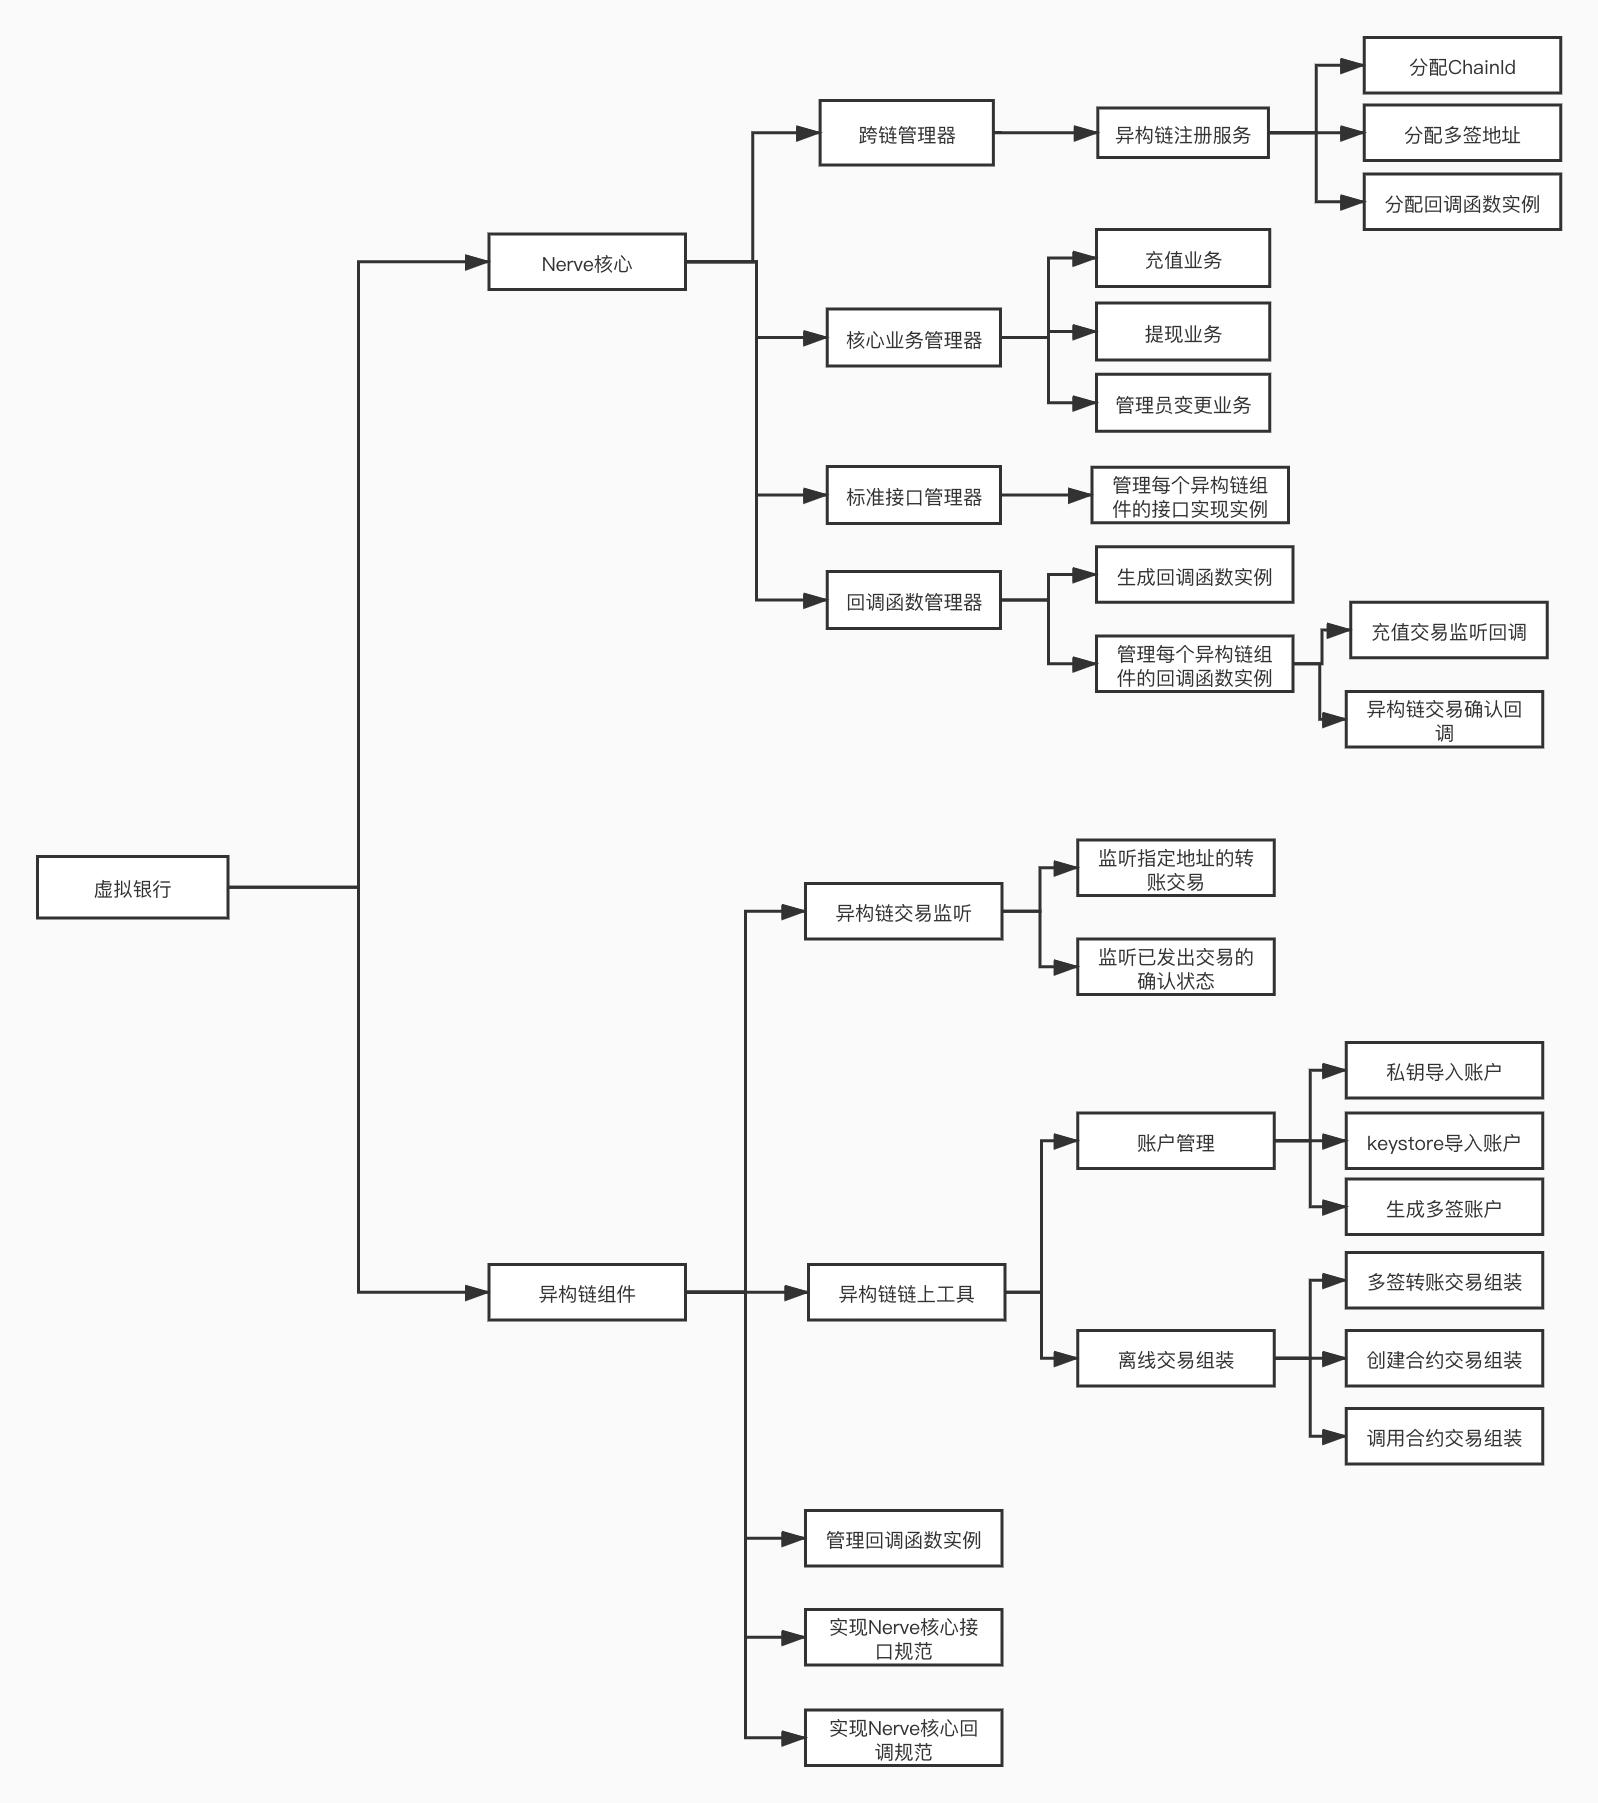 虚拟银行
Nerve核心
跨链管理器
异构链注册服务
分配ChainId
分配多签地址
分配回调函数实例
核心业务管理器
充值业务
提现业务
管理员变更业务
标准接口管理器
管理每个异构链组
件的接口实现实例
回调函数管理器
生成回调函数实例
管理每个异构链组
件的回调函数实例
充值交易监听回调
异构链交易确认回
调
异构链组件
异构链交易监听
监听指定地址的转
账交易
监听已发出交易的
确认状态
异构链链上工具
账户管理
私钥导入账户
keystore导入账户
生成多签账户
离线交易组装
多签转账交易组装
创建合约交易组装
调用合约交易组装
管理回调函数实例
实现Nerve核心接
口规范
实现Nerve核心回
调规范